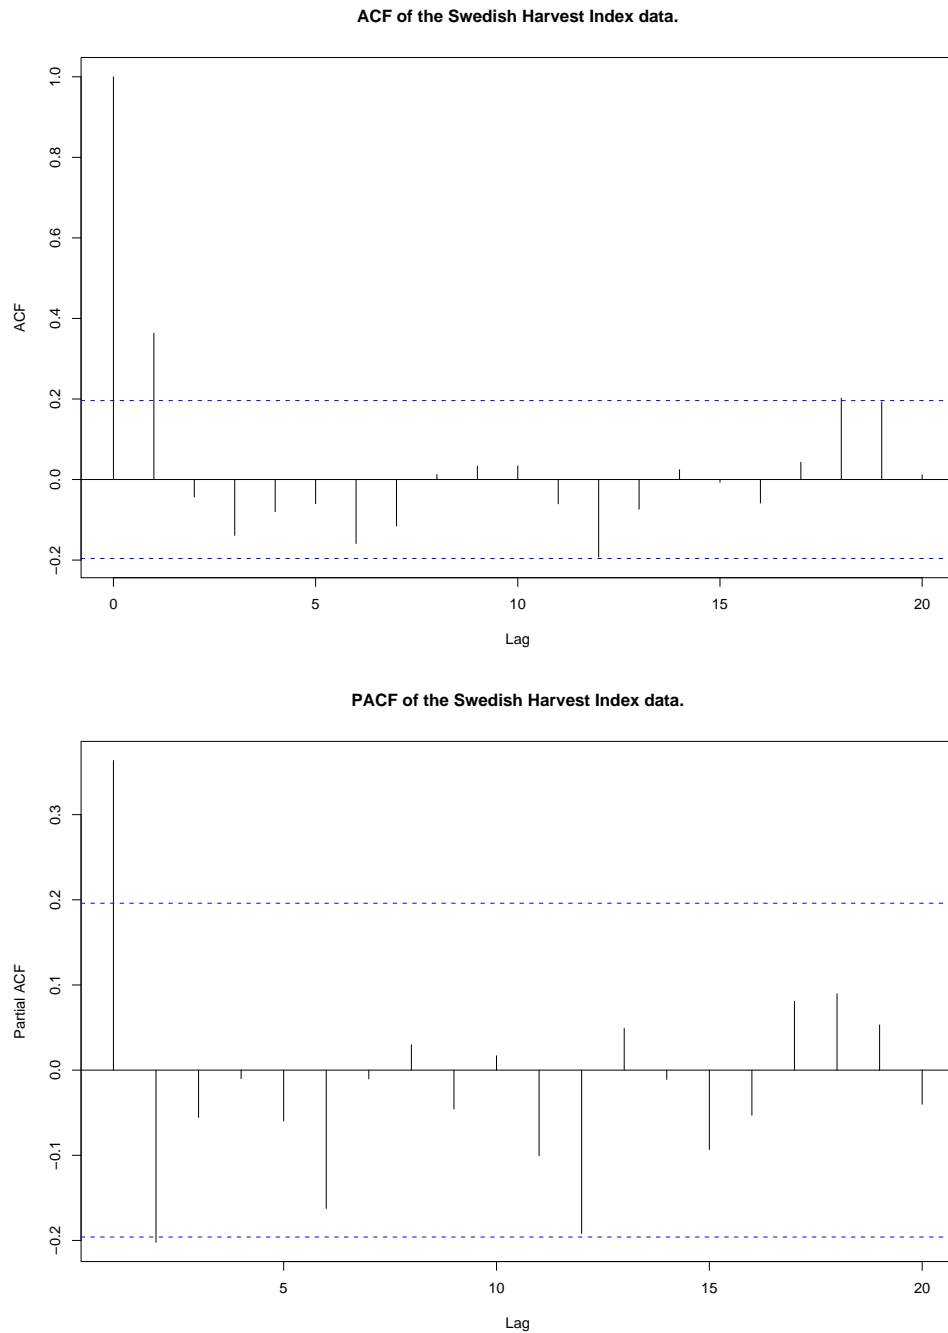 ACF of the Swedish Harvest Index data.
1.0
0.8
0.6
0.4
0.2
0.0
−0.2
ACF
0 5 10 15 20
Lag
PACF of the Swedish Harvest Index data.
0.3
0.2
0.1
0.0
−0.1
−0.2
Partial ACF
5 10 15 20
Lag